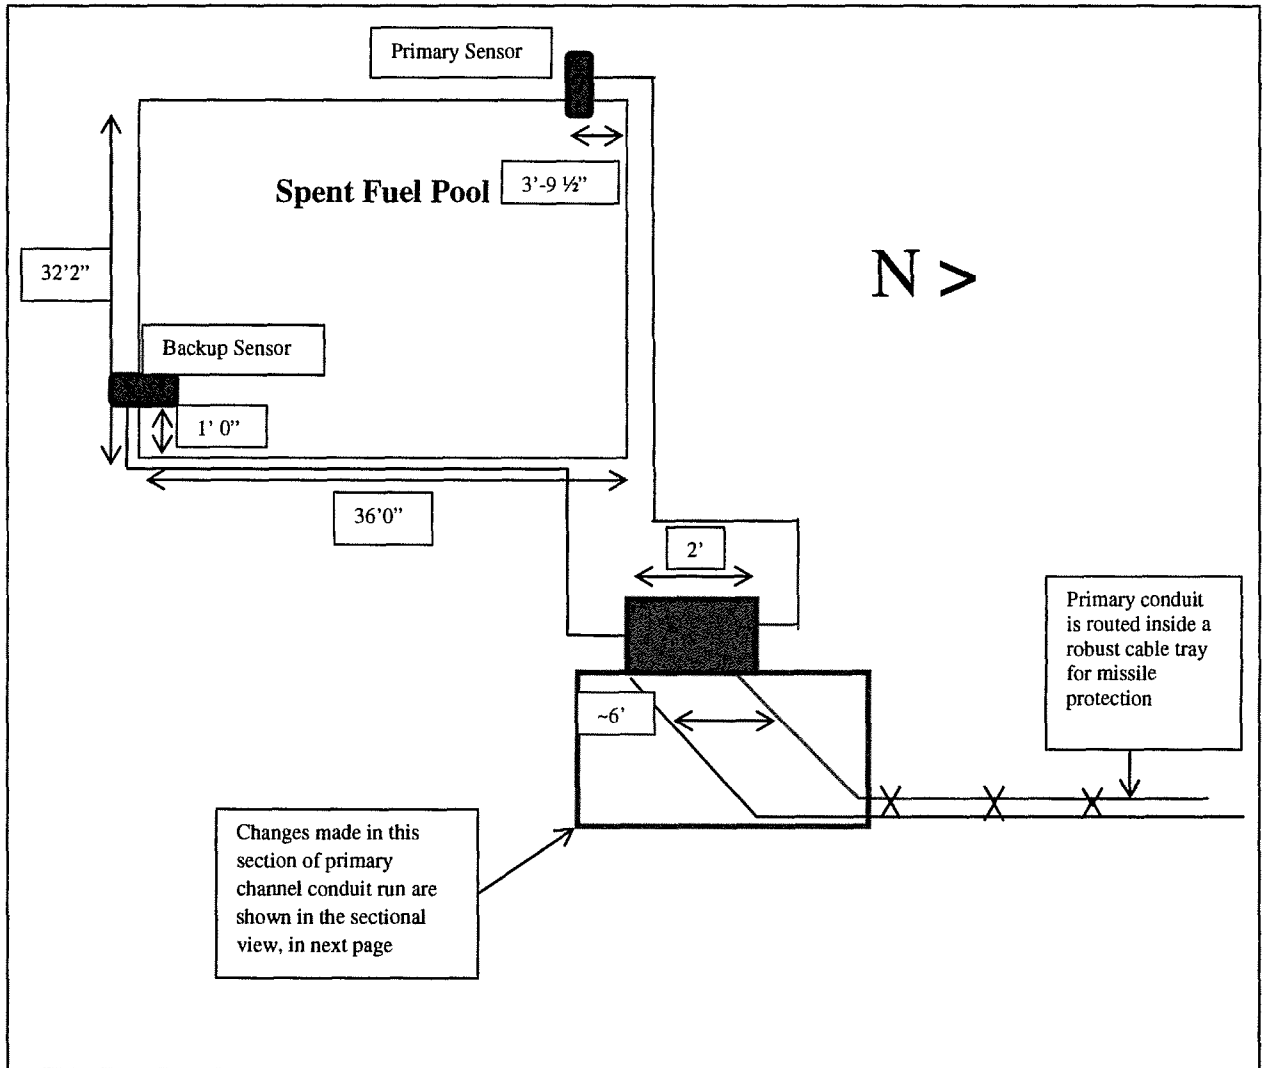 Primary Sensor
Spent Fuel Pool
3'-9 ½"
N >
32'2"
Backup Sensor
1' 0"
36'0"
2'
Primary conduit
is routed inside a
robust cable tray
for missile
protection
~6'
Changes made in this
section of primary
channel conduit run are
shown in the sectional
view, in next page